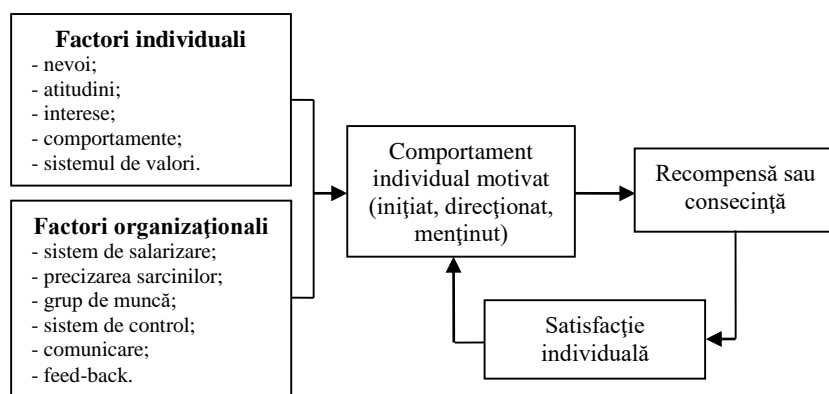 Factori individuali
- nevoi;
- atitudini;
- interese;
- comportamente;
- sistemul de valori.
Factori organizaţionali
- sistem de salarizare;
- precizarea sarcinilor;
- grup de muncă;
- sistem de control;
- comunicare;
- feed-back.
Comportament
individual motivat
(iniţiat, direcţionat,
menţinut)
Recompensă sau
consecinţă
Satisfacţie
individuală